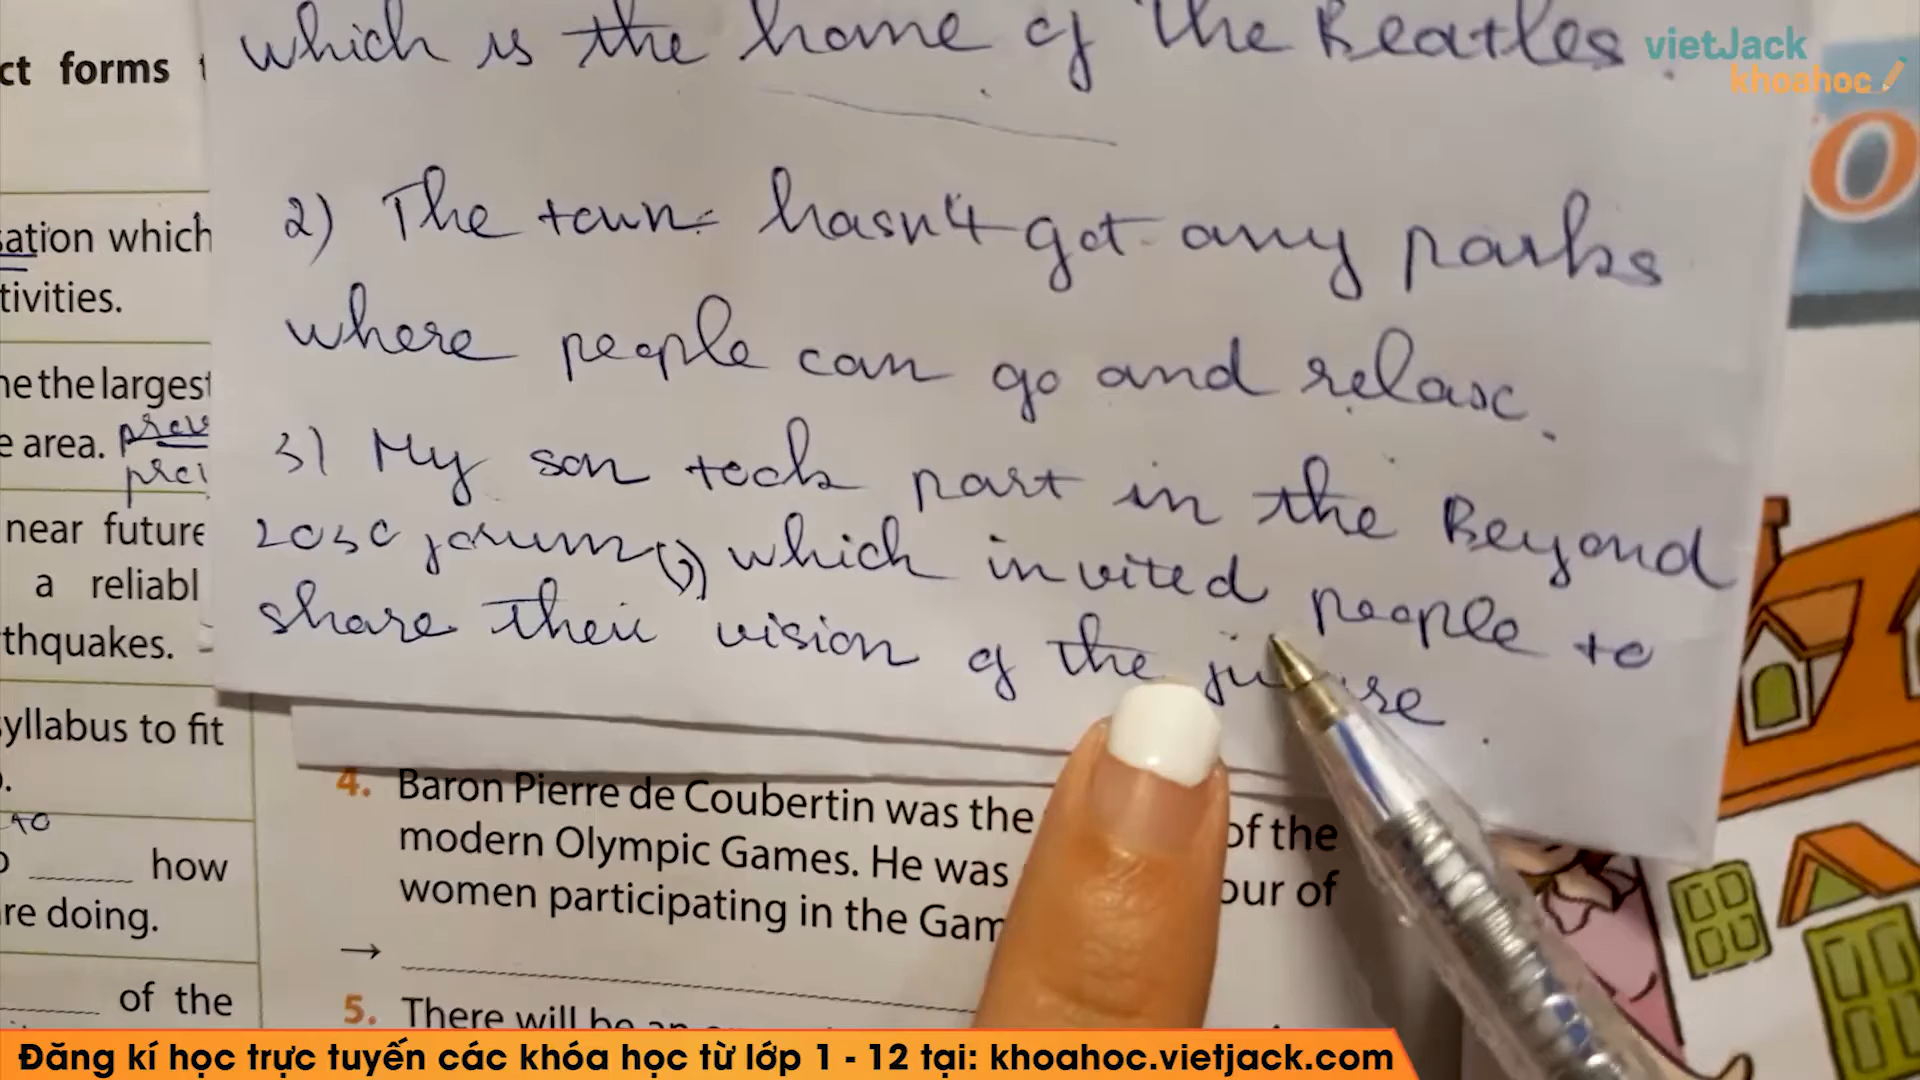 which is the home of the Beatles.
vietJack
khoahoc
ct forms
O
2) The town hasn't got any parks
where people can go and relax.
3) My son took part in the Beyond
2030 forum(,) which invited people to
share their vision of the
sation which
tivities.
ne the largest
e area.
near future
a reliabl
thquakes.
syllabus to fit
to
how
re doing.
of the
4. Baron Pierre de Coubertin was the of the
modern Olympic Games. He was our of
women participating in the Gam
→
5. There will be an
Đăng kí học trực tuyến các khóa học từ lớp 1 - 12 tại: khoahoc.vietjack.com